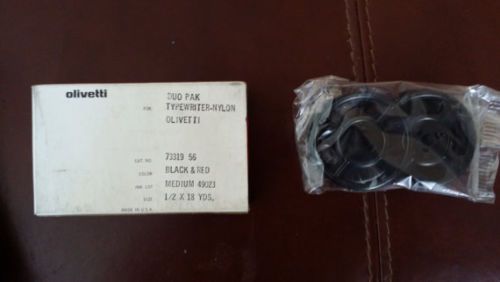 olivetti
DUO PAK
FOR: TYPEWRITER-NYLON
OLIVETTI
CAT. NO. 73319 56
COLOR BLACK & RED
INK LOT MEDIUM 49023
SIZE 1/2 X 18 YDS.
MADE IN U.S.A.